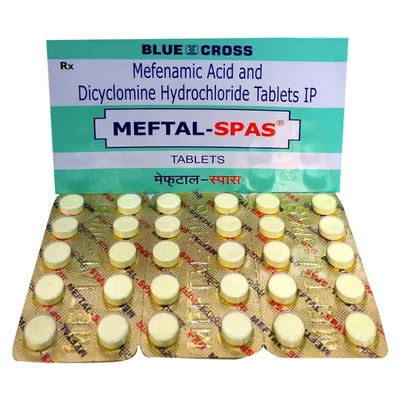 BLUE CROSS
Rx
Mefenamic Acid and
Dicyclomine Hydrochloride Tablets IP
MEFTAL-SPAS®
TABLETS
मेफ्टाल-स्पास